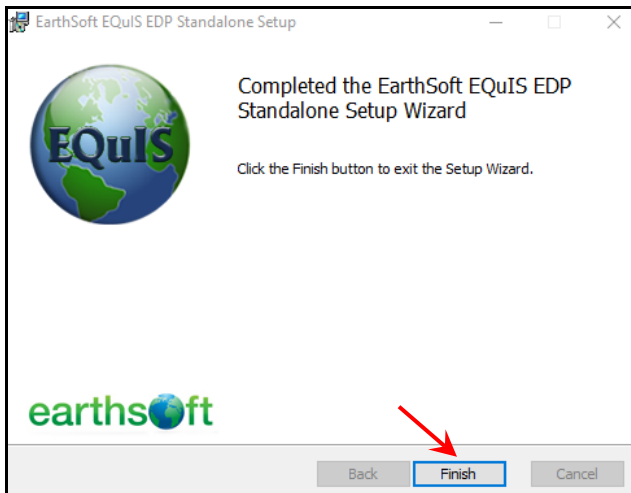 EarthSoft EQuIS EDP Standalone Setup
EQuIS
Completed the EarthSoft EQuIS EDP
Standalone Setup Wizard
Click the Finish button to exit the Setup Wizard.
earthsoft
Back Finish Cancel